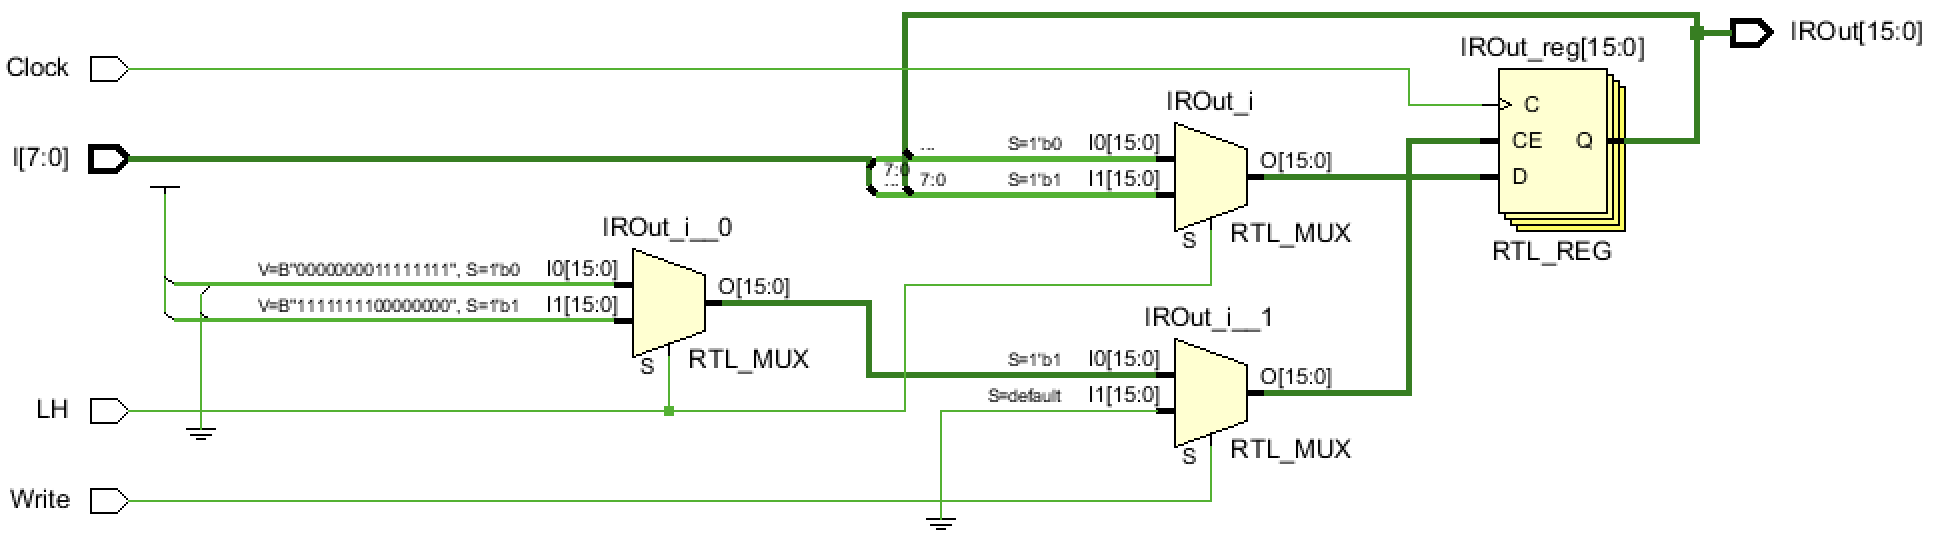 IROut[15:0]
IROut_reg[15:0]
Clock
C
IROut_i
CE
Q
D
RTL_REG
I[7:0]
...
S=1'b0
I0[15:0]
7:0
...
7:0
S=1'b1
I1[15:0]
O[15:0]
S
RTL_MUX
IROut_i__0
V=B"0000000011111111", S=1'b0
I0[15:0]
V=B"1111111100000000", S=1'b1
I1[15:0]
O[15:0]
S
RTL_MUX
IROut_i__1
S=1'b1
I0[15:0]
S=default
I1[15:0]
O[15:0]
S
RTL_MUX
LH
Write